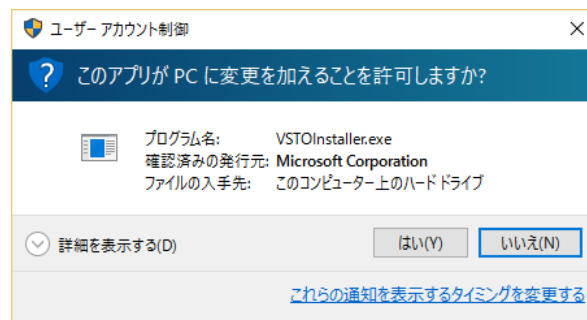 ユーザー アカウント制御
このアプリが PC に変更を加えることを許可しますか?
プログラム名: VSTOInstaller.exe
確認済みの発行元: Microsoft Corporation
ファイルの入手先: このコンピューター上のハード ドライブ
詳細を表示する(D) はい(Y) いいえ(N)
これらの通知を表示するタイミングを変更する